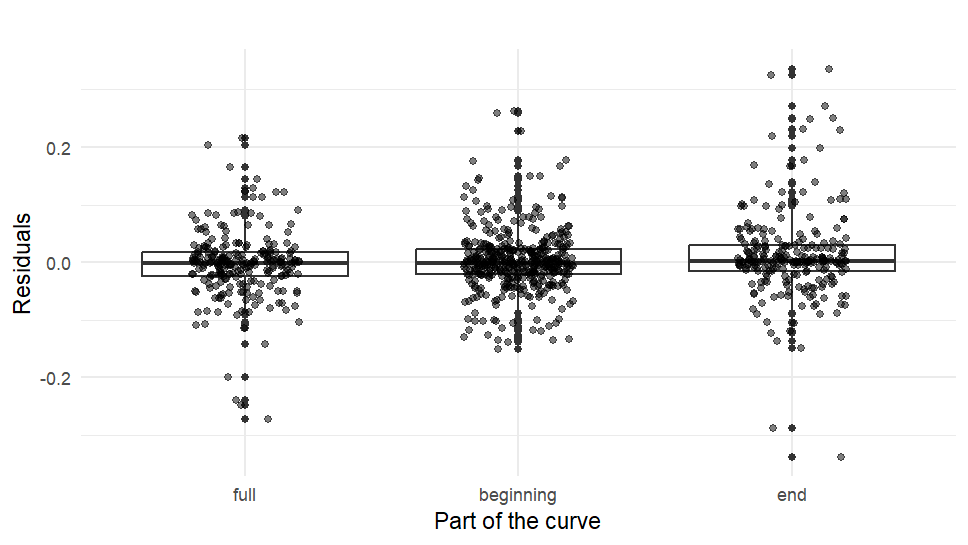 Residuals
0.2
0.0
-0.2
full beginning end
Part of the curve